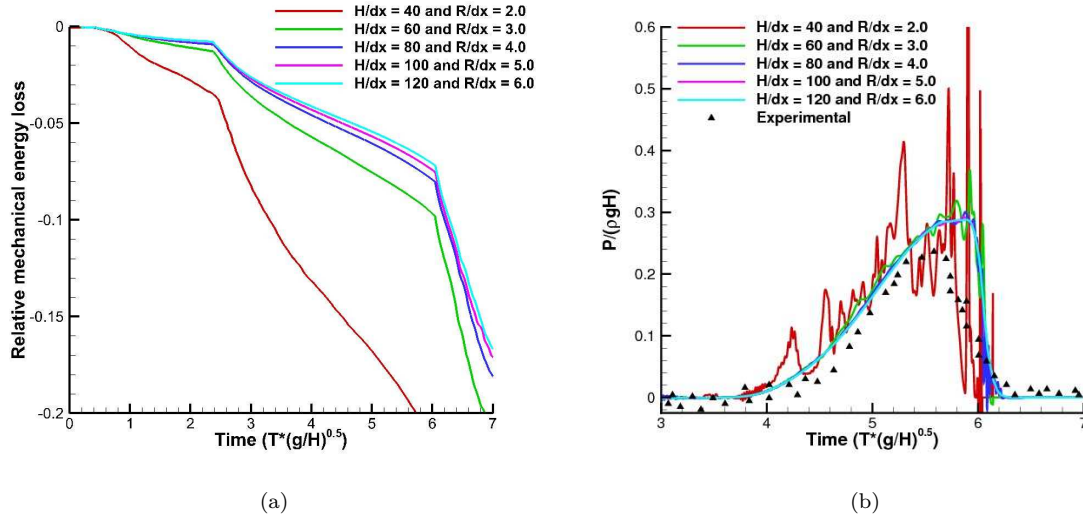 H/dx = 40 and R/dx = 2.0
H/dx = 60 and R/dx = 3.0
H/dx = 80 and R/dx = 4.0
H/dx = 100 and R/dx = 5.0
H/dx = 120 and R/dx = 6.0
0
-0.05
-0.1
-0.15
-0.2
Relative mechanical energy loss
0 1 2 3 4 5 6 7
Time (T*(g/H)^0.5)
(a)
H/dx = 40 and R/dx = 2.0
H/dx = 60 and R/dx = 3.0
H/dx = 80 and R/dx = 4.0
H/dx = 100 and R/dx = 5.0
H/dx = 120 and R/dx = 6.0
Experimental
0.6
0.5
0.4
0.3
0.2
0.1
0
P/(ρgH)
3 4 5 6 7
Time (T*(g/H)^0.5)
(b)